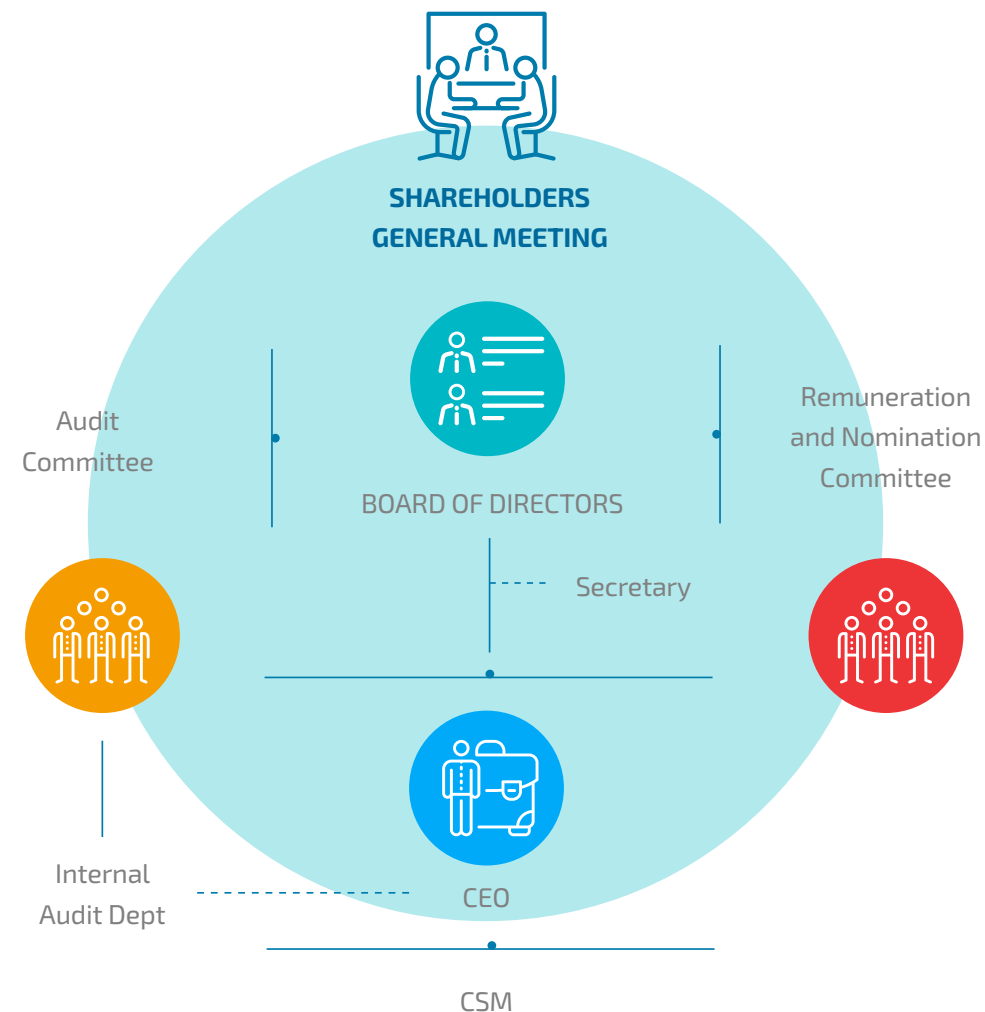 SHAREHOLDERS
GENERAL MEETING
Audit
Committee
Remuneration
and Nomination
Committee
BOARD OF DIRECTORS
Secretary
Internal
Audit Dept
CEO
CSM